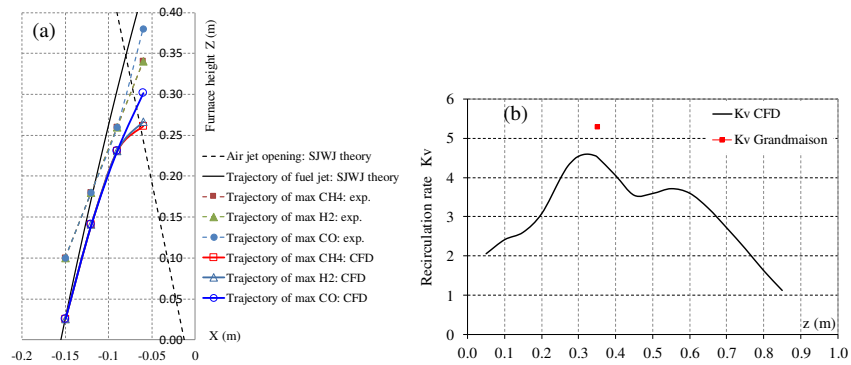 (a)
0.40
0.35
0.30
0.25
0.20
0.15
0.10
0.05
0.00
Furnace height Z (m)
X (m)
-0.2 -0.15 -0.1 -0.05 0
Air jet opening: SJWJ theory
Trajectory of fuel jet: SJWJ theory
Trajectory of max CH4: exp.
Trajectory of max H2: exp.
Trajectory of max CO: exp.
Trajectory of max CH4: CFD
Trajectory of max H2: CFD
Trajectory of max CO: CFD
(b)
Kv CFD
Kv Grandmaison
Recirculation rate Kv
6
5
4
3
2
1
0
z (m)
0.0 0.1 0.2 0.3 0.4 0.5 0.6 0.7 0.8 0.9 1.0